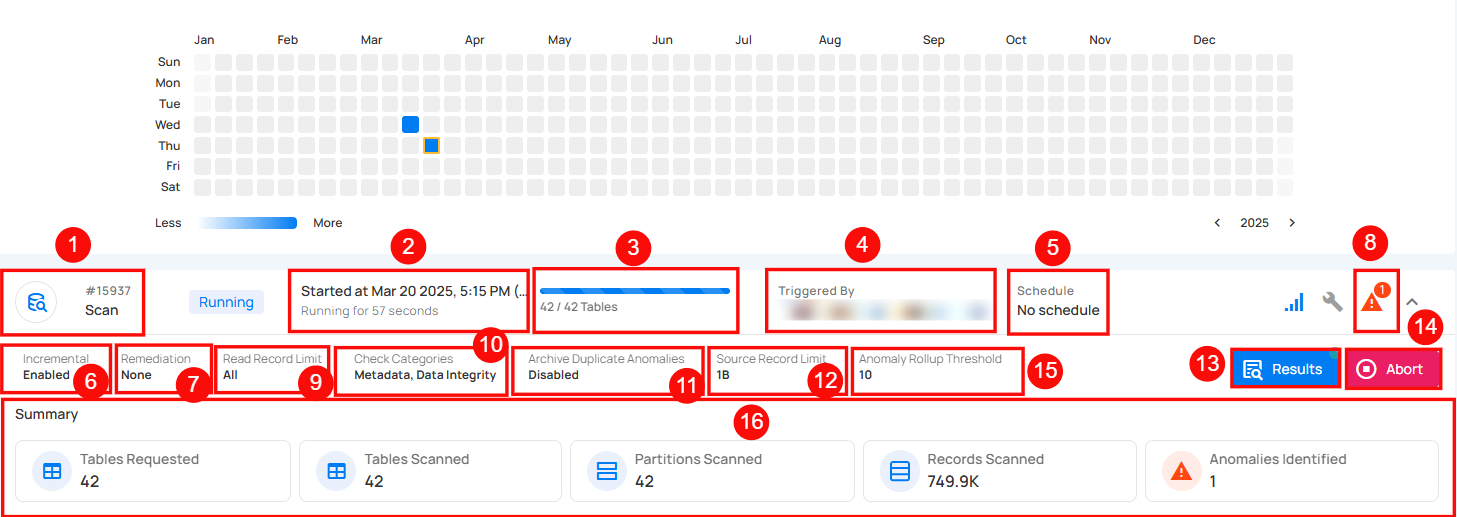 Jan Feb Mar Apr May Jun Jul Aug Sep Oct Nov Dec
Sun
Mon
Tue
Wed
Thu
Fri
Sat
Less More 2025
1 2 3 4 5 8
#15937
Scan
Running
Started at Mar 20 2025, 5:15 PM (...
Running for 57 seconds
42 / 42 Tables
Triggered By
Schedule
No schedule
1
14
10
Incremental
Enabled
6
Remediation
None
7
Read Record Limit
All
9
Check Categories
Metadata, Data Integrity
Archive Duplicate Anomalies
Disabled
11
Source Record Limit
1B
12
Anomaly Rollup Threshold
10
15
13
Results
Abort
Summary
16
Tables Requested
42
Tables Scanned
42
Partitions Scanned
42
Records Scanned
749.9K
Anomalies Identified
1